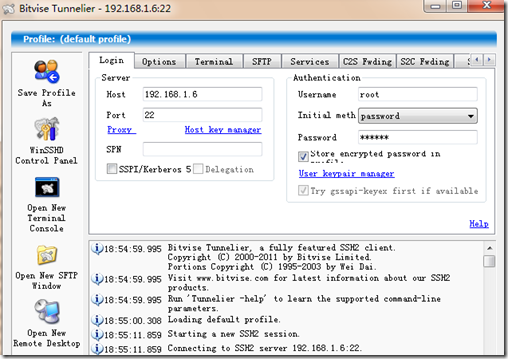 Bitvise Tunnelier - 192.168.1.6:22
Profile: (default profile)
Save Profile
As
WinSSHD
Control Panel
Open New
Terminal
Console
Open New SFTP
Window
Open New
Remote Desktop
Login
Options
Terminal
SFTP
Services
C2S Fwding
S2C Fwding
Server
Host
192.168.1.6
Port
22
Proxy
Host key manager
SPN
SSPI/Kerberos 5
Delegation
Authentication
Username
root
Initial meth
password
Password
******
Store encrypted password in
profile
User keypair manager
Try gssapi-keyex first if available
Help
18:54:59.995 Bitvise Tunnelier, a fully featured SSH2 client.
Copyright (C) 2000-2011 by Bitvise Limited.
Portions Copyright (C) 1995-2003 by Wei Dai.
18:54:59.995 Visit www.bitvise.com for latest information about our SSH2
products.
18:54:59.995 Run 'Tunnelier -help' to learn the supported command-line
parameters.
18:55:00.308 Loading default profile.
18:55:11.859 Starting a new SSH2 session.
18:55:11.859 Connecting to SSH2 server 192.168.1.6:22.